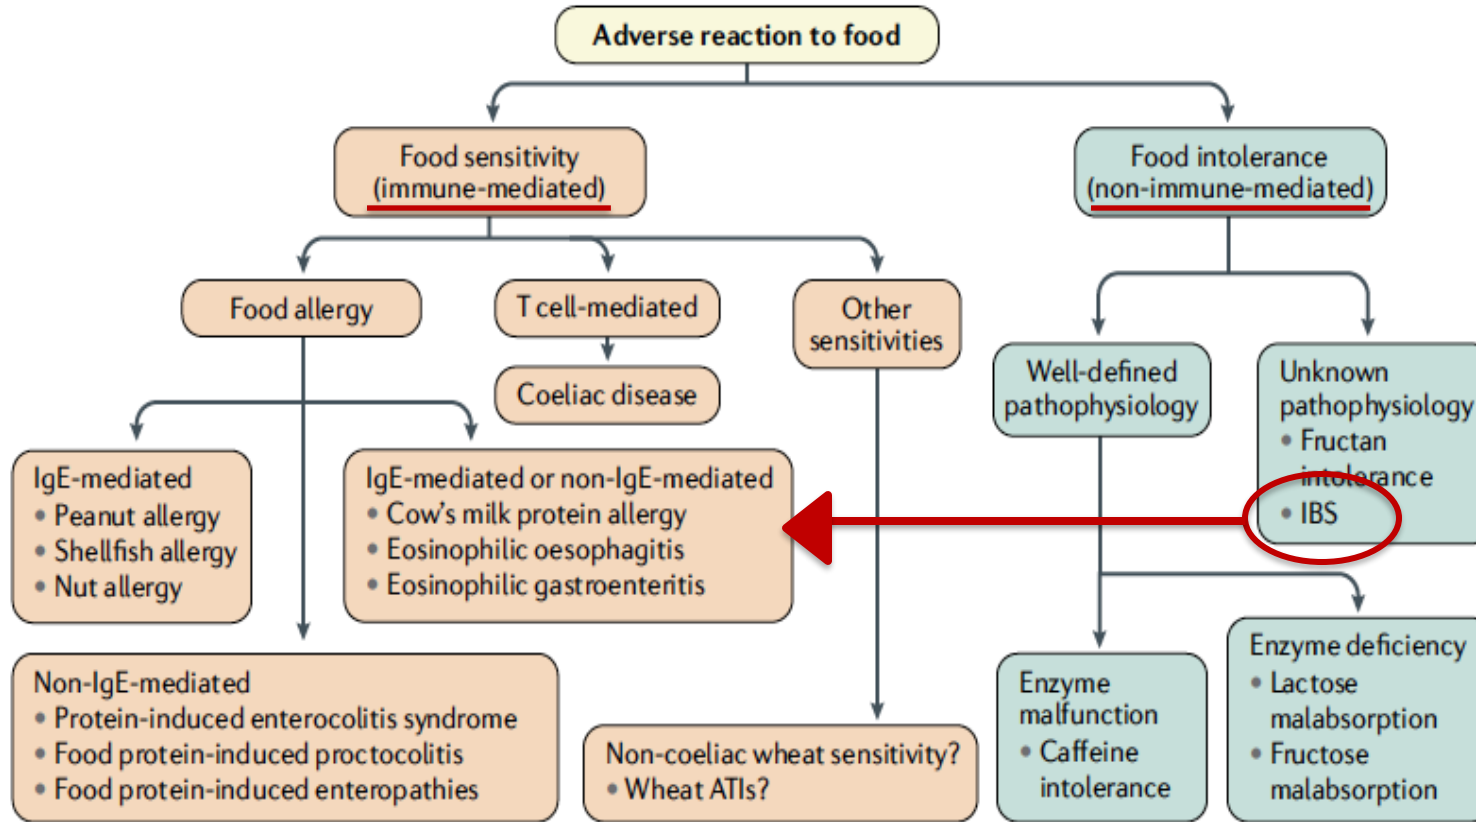 Adverse reaction to food
Food sensitivity
(immune-mediated)
Food intolerance
(non-immune-mediated)
Food allergy
T cell-mediated
Other
sensitivities
Coeliac disease
Well-defined
pathophysiology
Unknown
pathophysiology
• Fructan
intolerance
• IBS
IgE-mediated
• Peanut allergy
• Shellfish allergy
• Nut allergy
IgE-mediated or non-IgE-mediated
• Cow's milk protein allergy
• Eosinophilic oesophagitis
• Eosinophilic gastroenteritis
Non-IgE-mediated
• Protein-induced enterocolitis syndrome
• Food protein-induced proctocolitis
• Food protein-induced enteropathies
Non-coeliac wheat sensitivity?
• Wheat ATIs?
Enzyme
malfunction
• Caffeine
intolerance
Enzyme deficiency
• Lactose
malabsorption
• Fructose
malabsorption